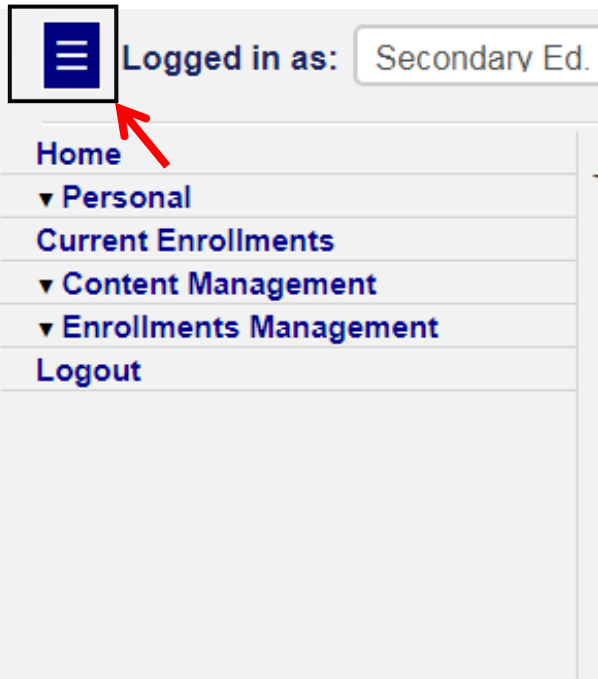 Logged in as: Secondary Ed.
Home
▾ Personal
Current Enrollments
▾ Content Management
▾ Enrollments Management
Logout